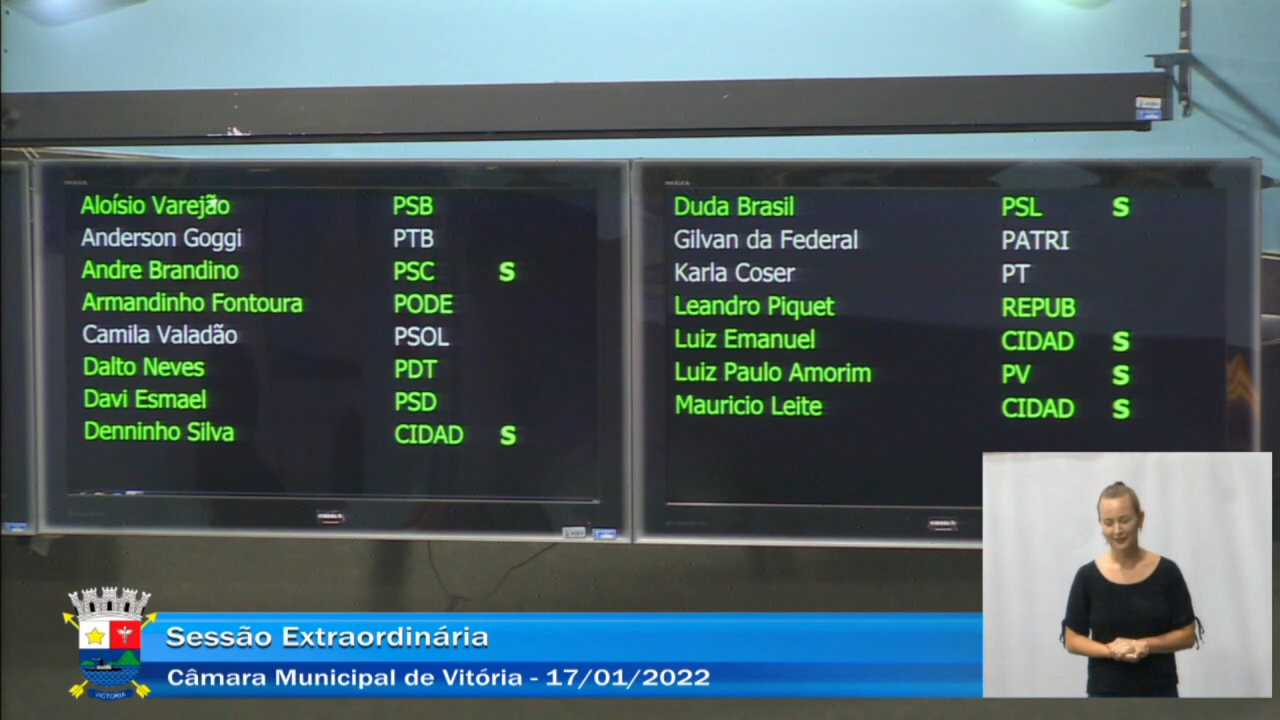 Aloísio Varejão PSB
Anderson Goggi PTB
Andre Brandino PSC S
Armandinho Fontoura PODE
Camila Valadão PSOL
Dalto Neves PDT
Davi Esmael PSD
Denninho Silva CIDAD S
Duda Brasil PSL S
Gilvan da Federal PATRI
Karla Coser PT
Leandro Piquet REPUB
Luiz Emanuel CIDAD S
Luiz Paulo Amorim PV S
Mauricio Leite CIDAD S
Sessão Extraordinária
Câmara Municipal de Vitória - 17/01/2022